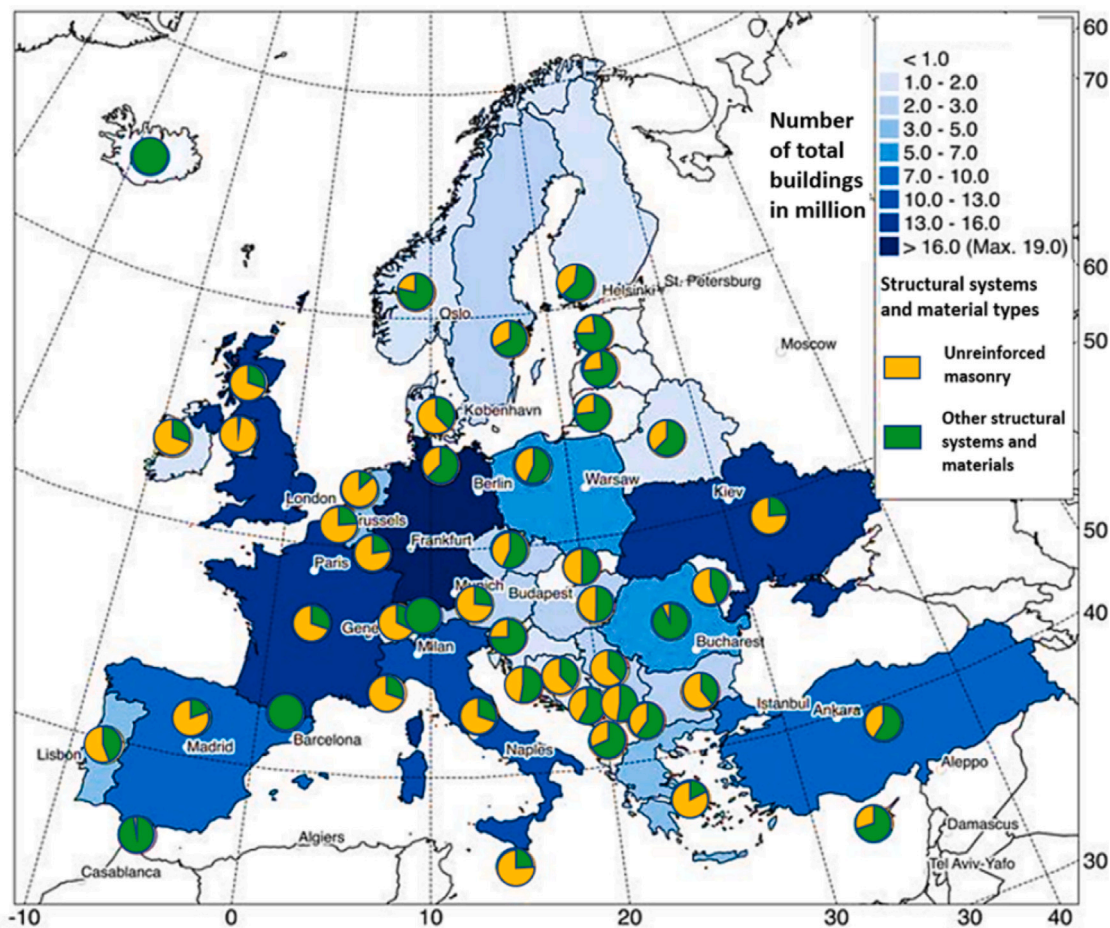 60
70
60
50
50
40
30
-10
0
10
20
30
30
40
Number
of total
buildings
in million
< 1.0
1.0 - 2.0
2.0 - 3.0
3.0 - 5.0
5.0 - 7.0
7.0 - 10.0
10.0 - 13.0
13.0 - 16.0
> 16.0 (Max. 19.0)
Structural systems
and material types
Unreinforced
masonry
Other structural
systems and
materials
Helsinki
St. Petersburg
Oslo
Moscow
København
London
Berlin
Warsaw
Kiev
russels
Frankfurt
Paris
Munich
Budapest
Gene
Milan
Bucharest
Istanbul
Ankara
Lisbon
Madrid
Barcelona
Naples
Aleppo
Algiers
Damascus
Casablanca
Tel Aviv-Yafo